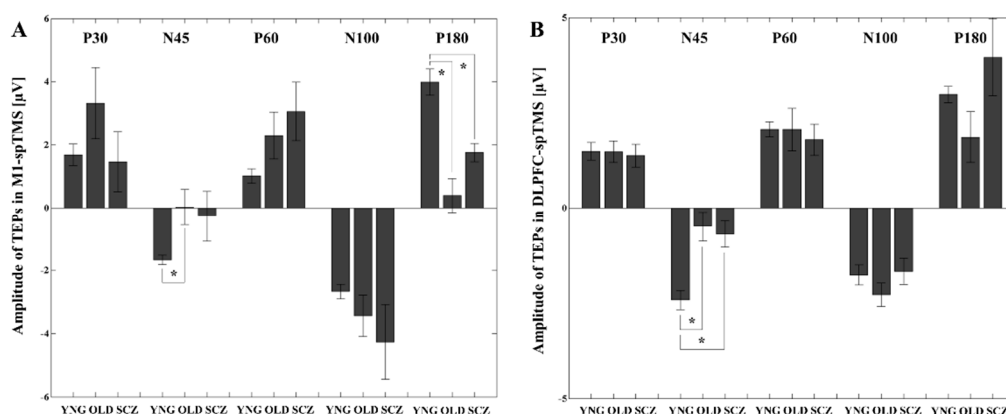 A
Amplitude of TEPs in M1-spTMS [μV]
6
4
2
0
-2
-4
-6
P30 N45 P60 N100 P180
* * *
YNG OLD SCZ YNG OLD SCZ YNG OLD SCZ YNG OLD SCZ YNG OLD SCZ
B
Amplitude of TEPs in DLPFC-spTMS [μV]
5
0
-5
P30 N45 P60 N100 P180
* *
YNG OLD SCZ YNG OLD SCZ YNG OLD SCZ YNG OLD SCZ YNG OLD SCZ